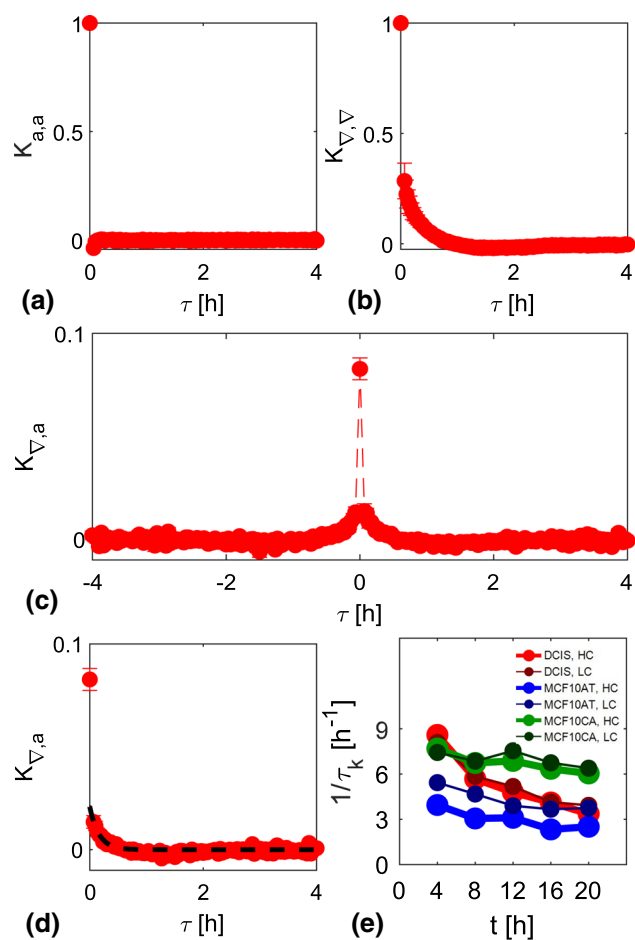 1
0.5
0
K_{a,a}
0
2
4
(a)
τ [h]
1
0.5
0
K_{∇,∇}
0
2
4
(b)
τ [h]
0.1
0
K_{∇,a}
-4
-2
0
2
4
(c)
τ [h]
0.1
0
K_{∇,a}
0
2
4
(d)
τ [h]
DCIS, HC
DCIS, LC
MCF10AT, HC
MCF10AT, LC
MCF10CA, HC
MCF10CA, LC
9
6
3
0
1/τ_k [h^{-1}]
0
4
8
12
16
20
(e)
t [h]